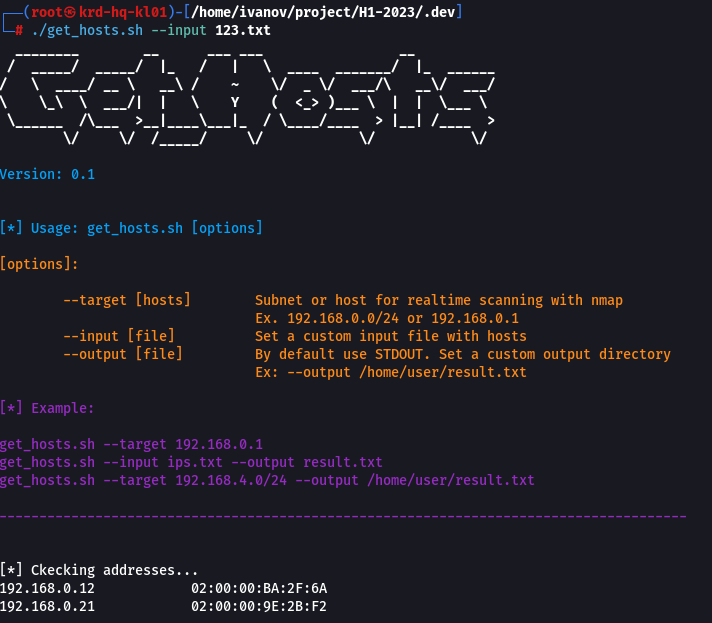 ┌──(root㉿krd-hq-kl01)-[/home/ivanov/project/H1-2023/.dev]
└─# ./get_hosts.sh --input 123.txt
GetHosts
Version: 0.1
[*] Usage: get_hosts.sh [options]
[options]:
--target [hosts] Subnet or host for realtime scanning with nmap
Ex. 192.168.0.0/24 or 192.168.0.1
--input [file] Set a custom input file with hosts
--output [file] By default use STDOUT. Set a custom output directory
Ex: --output /home/user/result.txt
[*] Example:
get_hosts.sh --target 192.168.0.1
get_hosts.sh --input ips.txt --output result.txt
get_hosts.sh --target 192.168.4.0/24 --output /home/user/result.txt
--------------------------------------------------------------------------------------
[*] Ckecking addresses...
192.168.0.12 02:00:00:BA:2F:6A
192.168.0.21 02:00:00:9E:2B:F2